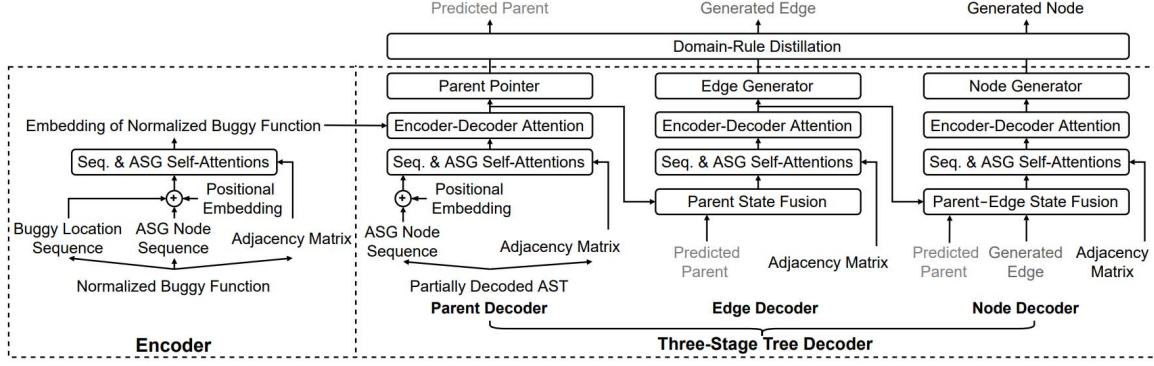 Predicted Parent
Generated Edge
Generated Node
Domain-Rule Distillation
Parent Pointer
Edge Generator
Node Generator
Embedding of Normalized Buggy Function
Encoder-Decoder Attention
Encoder-Decoder Attention
Encoder-Decoder Attention
Seq. & ASG Self-Attentions
Seq. & ASG Self-Attentions
Seq. & ASG Self-Attentions
Seq. & ASG Self-Attentions
+
Positional
Embedding
+
Positional
Embedding
Parent State Fusion
Parent-Edge State Fusion
Buggy Location
Sequence
ASG Node
Sequence
Adjacency Matrix
ASG Node
Sequence
Adjacency Matrix
Predicted
Parent
Adjacency Matrix
Predicted
Parent
Generated
Edge
Adjacency
Matrix
Normalized Buggy Function
Partially Decoded AST
Parent Decoder
Edge Decoder
Node Decoder
Encoder
Three-Stage Tree Decoder